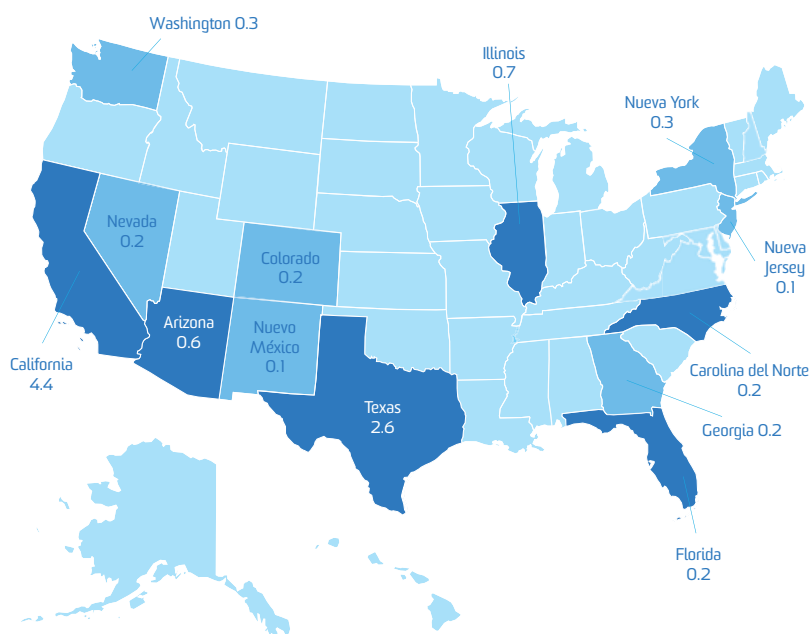 Washington 0.3
Illinois
0.7
Nueva York
0.3
Nevada
0.2
Colorado
0.2
Nueva
Jersey
0.1
Arizona
0.6
Nuevo
México
0.1
California
4.4
Carolina del Norte
0.2
Texas
2.6
Georgia 0.2
Florida
0.2